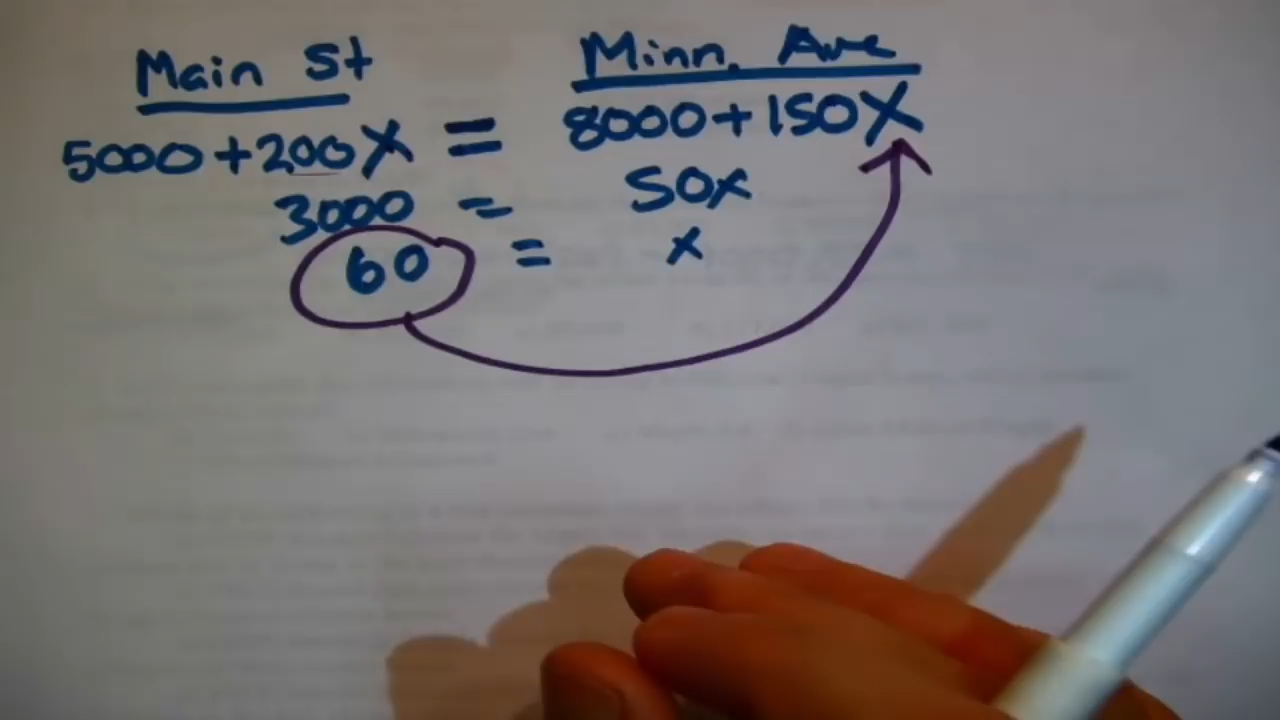 Main St Minn. Ave
5000+200X = 8000+150X
3000 = 50x
60 = x